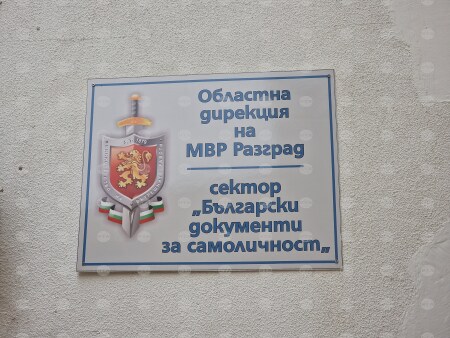 Областна
дирекция
на
МВР Разград
сектор
„Български
документи
за самоличност„